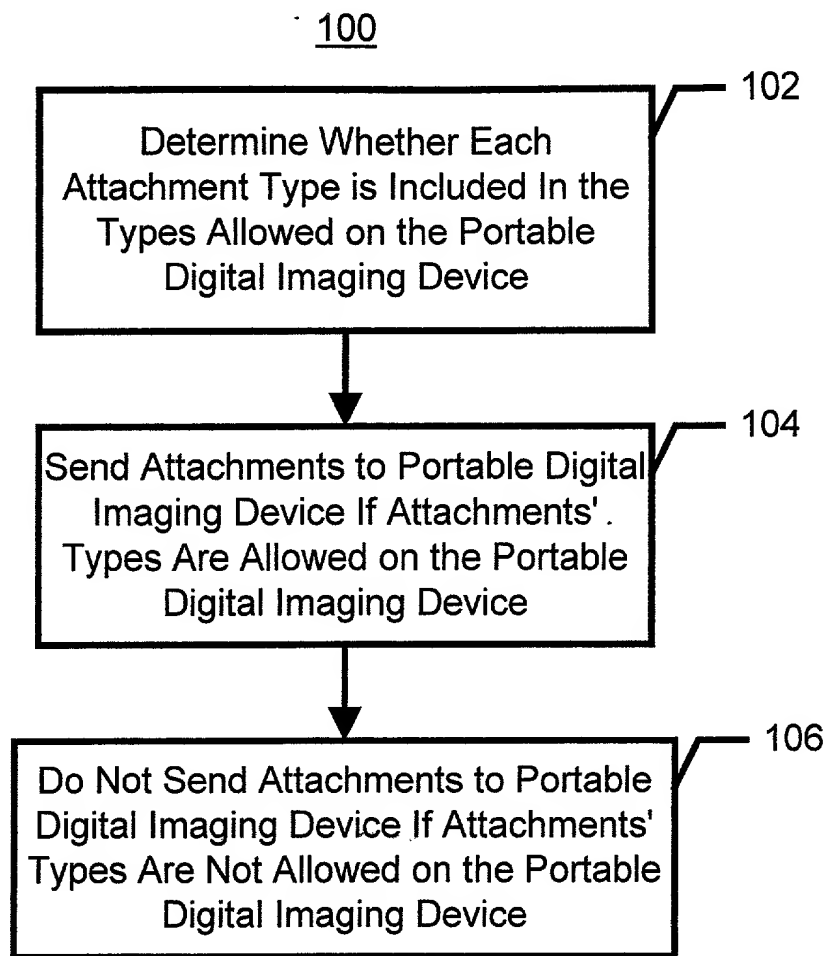 100
102
Determine Whether Each
Attachment Type is Included In the
Types Allowed on the Portable
Digital Imaging Device
104
Send Attachments to Portable Digital
Imaging Device If Attachments'.
Types Are Allowed on the Portable
Digital Imaging Device
106
Do Not Send Attachments to Portable
Digital Imaging Device If Attachments'
Types Are Not Allowed on the Portable
Digital Imaging Device